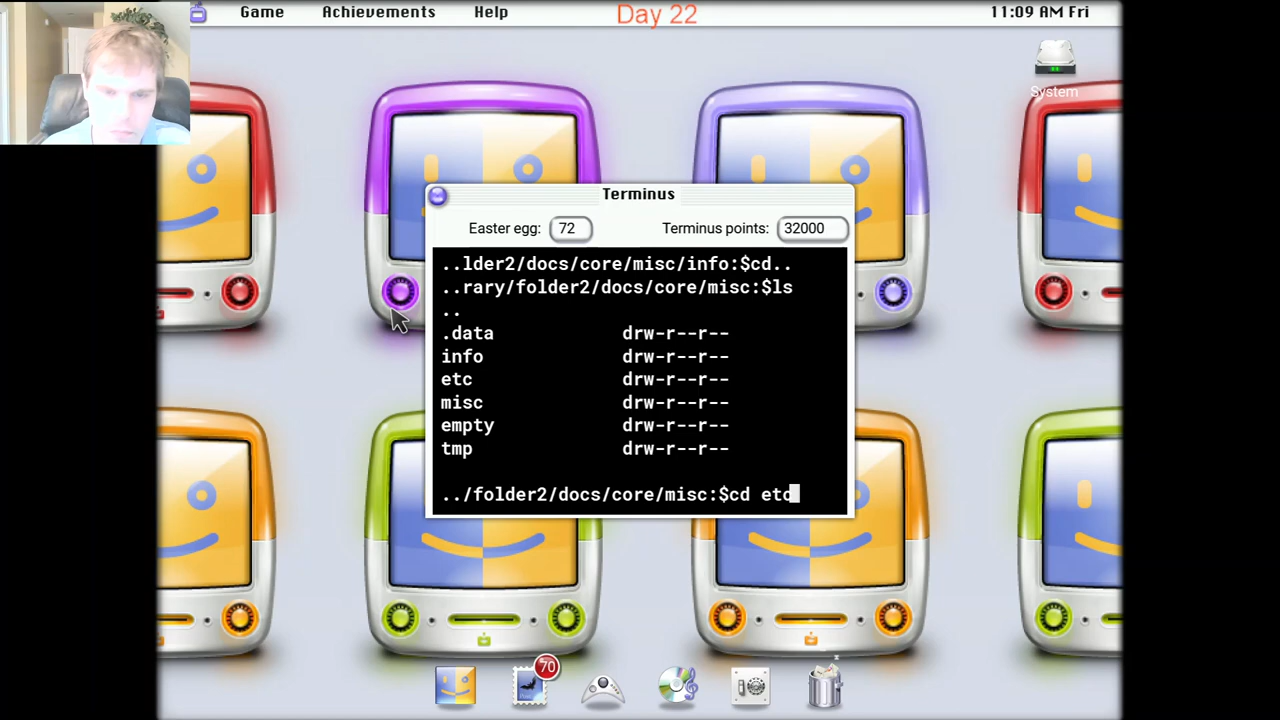 Game Achievements Help Day 22 11:09 AM Fri
System
Terminus
Easter egg: 72 Terminus points: 32000
..lder2/docs/core/misc/info:$cd..
..rary/folder2/docs/core/misc:$ls
..
.data drw-r--r--
info drw-r--r--
etc drw-r--r--
misc drw-r--r--
empty drw-r--r--
tmp drw-r--r--
../folder2/docs/core/misc:$cd etc
70